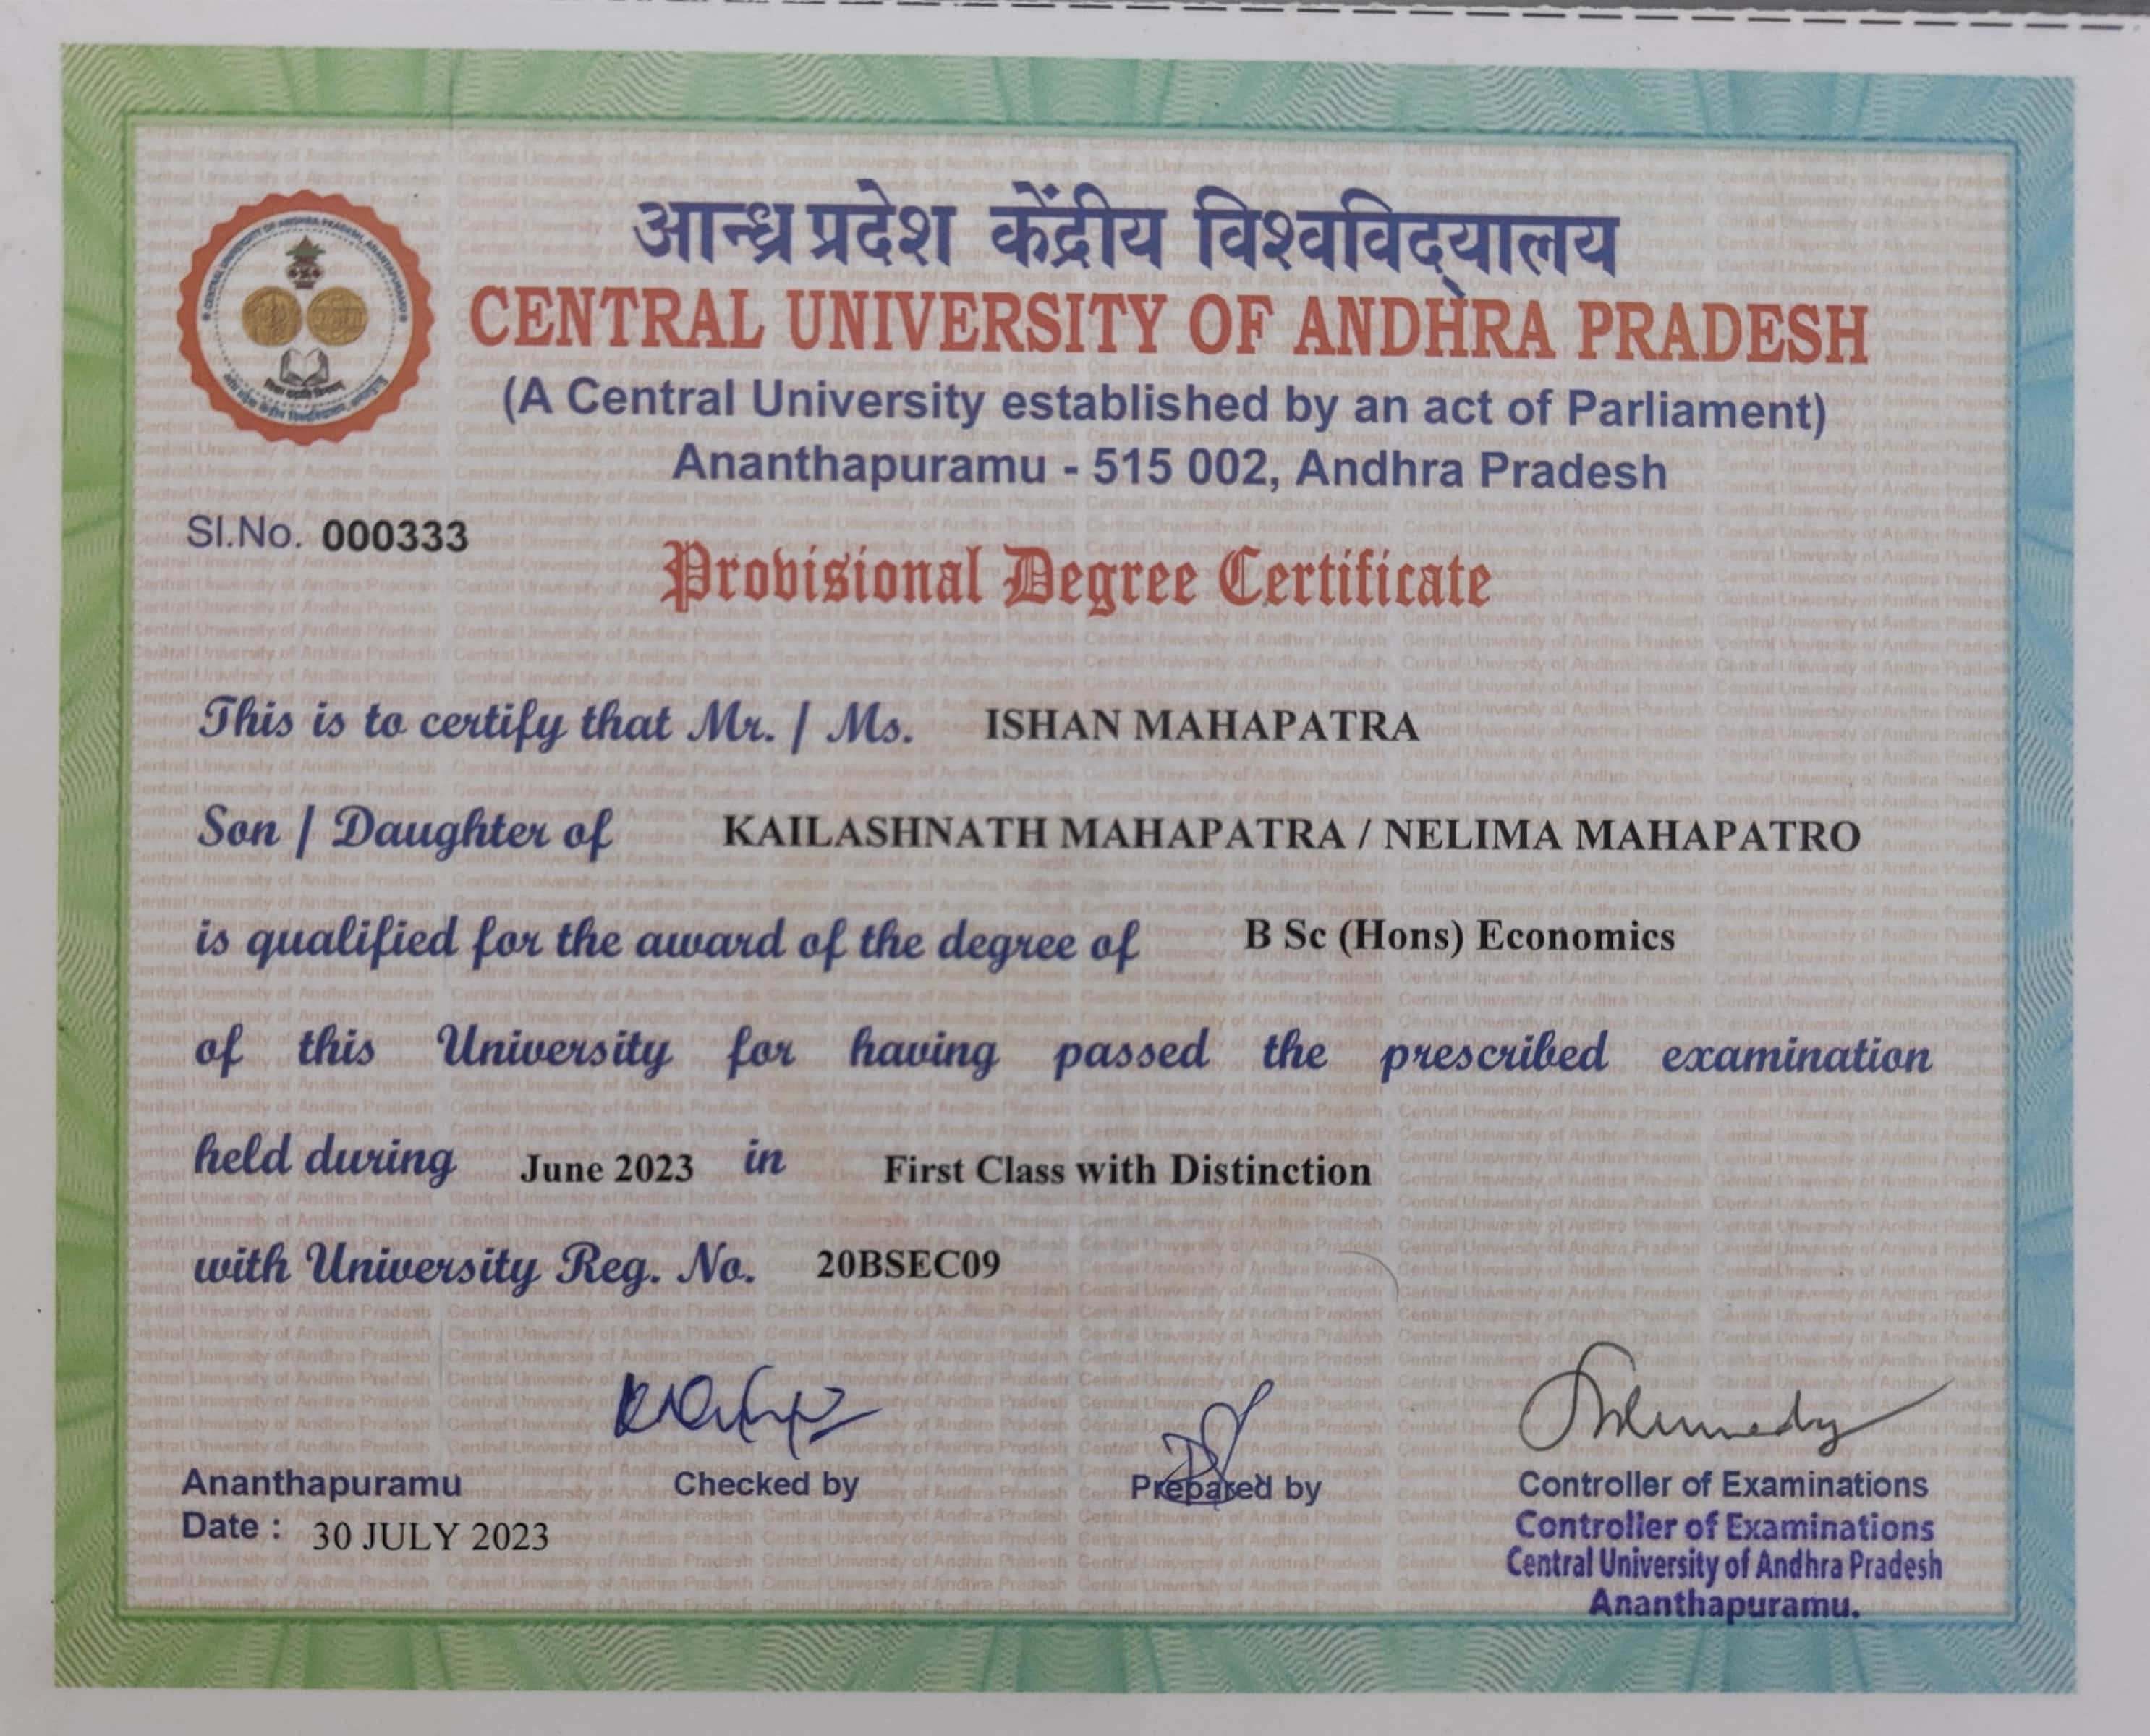 आन्ध्र प्रदेश केंद्रीय विश्वविद्यालय
CENTRAL UNIVERSITY OF ANDHRA PRADESH
(A Central University established by an act of Parliament)
Ananthapuramu - 515 002, Andhra Pradesh
Sl.No. 000333
Provisional Degree Certificate
This is to certify that Mr. / Ms. ISHAN MAHAPATRA
Son / Daughter of KAILASHNATH MAHAPATRA / NELIMA MAHAPATRO
is qualified for the award of the degree of B Sc (Hons) Economics
of this University for having passed the prescribed examination
held during June 2023 in First Class with Distinction
with University Reg. No. 20BSEC09
Ananthapuramu Checked by Prepared by Controller of Examinations
Date : 30 JULY 2023 Controller of Examinations
Central University of Andhra Pradesh
Ananthapuramu.